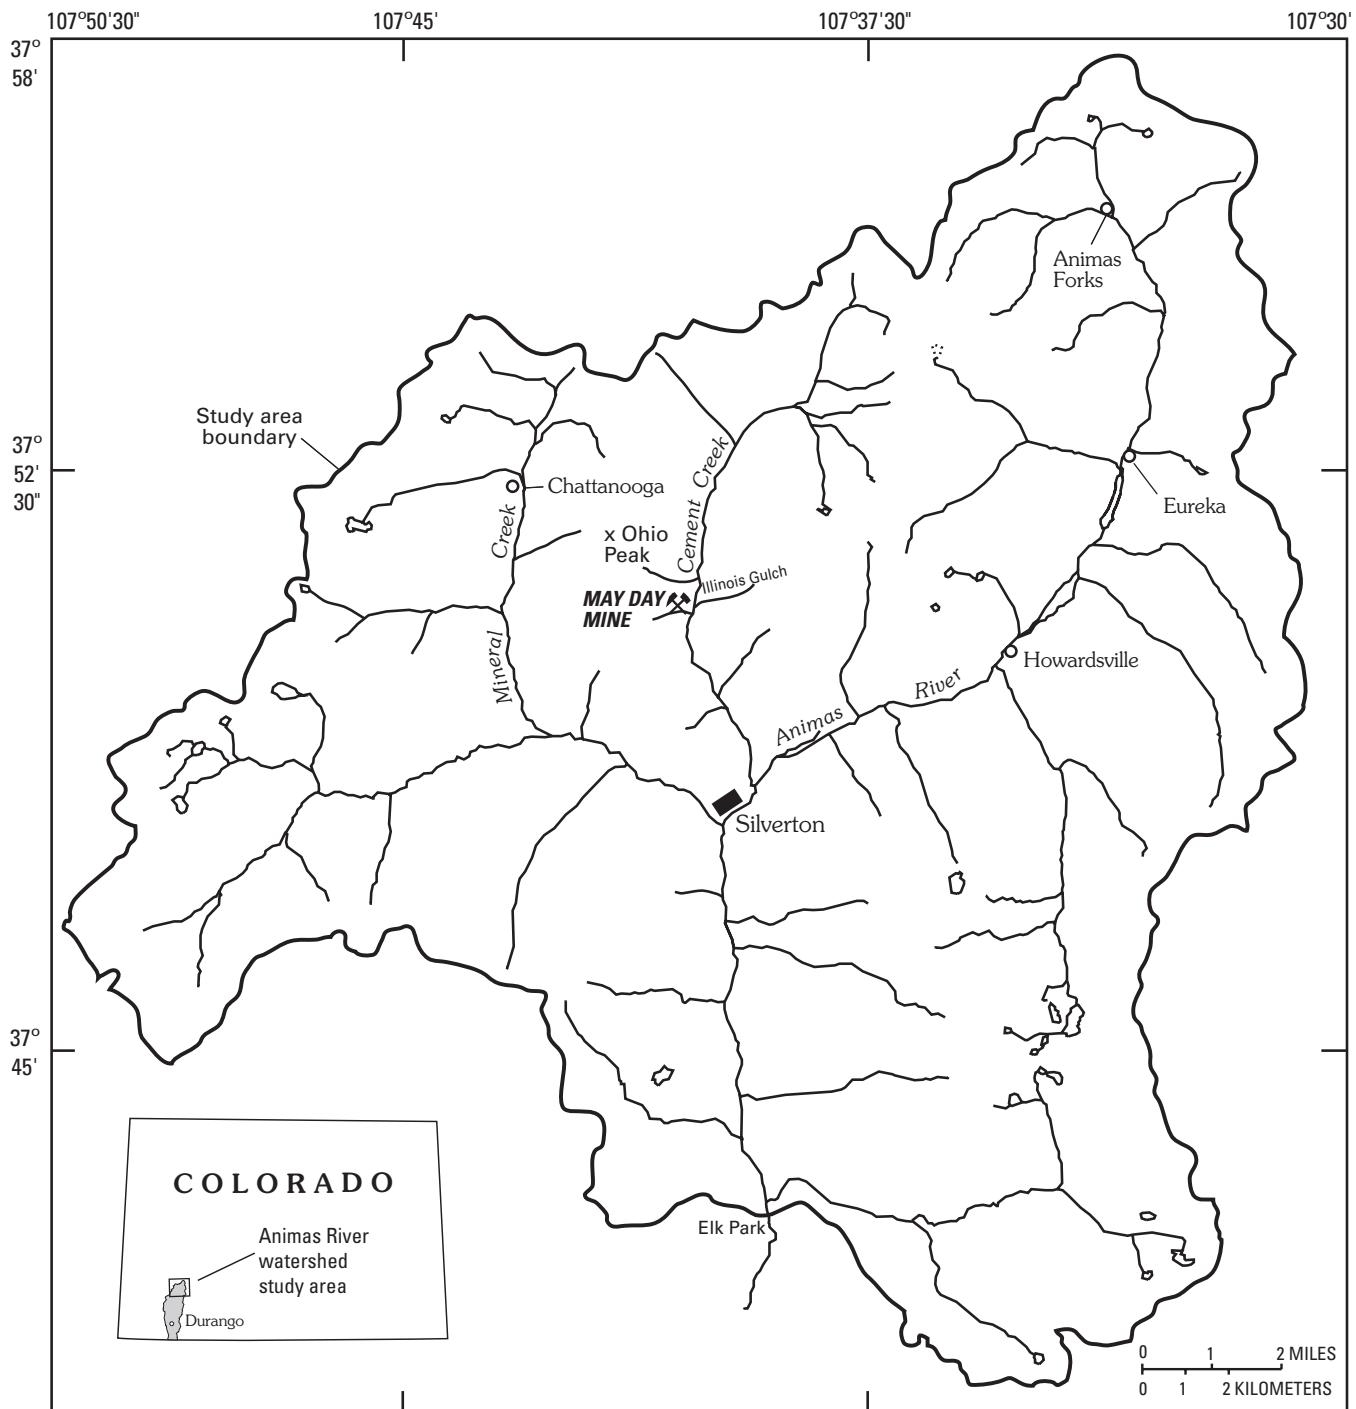 107°50'30"
107°45'
107°37'30"
107°30'
37°
58'
Animas
Forks
Study area
boundary
37°
52'
30"
Chattanooga
Creek
Cement Creek
Eureka
x Ohio
Peak
Illinois Gulch
MAY DAY
MINE
Mineral
Howardsville
Animas
River
Silverton
37°
45'
COLORADO
Animas River
watershed
study area
Durango
Elk Park
0 1 2 MILES
0 1 2 KILOMETERS